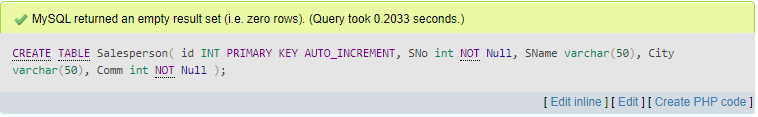 MySQL returned an empty result set (i.e. zero rows). (Query took 0.2033 seconds.)
CREATE TABLE Salesperson( id INT PRIMARY KEY AUTO_INCREMENT, SNo int NOT Null, SName varchar(50), City
varchar(50), Comm int NOT Null );
[ Edit inline ] [ Edit ] [ Create PHP code ]